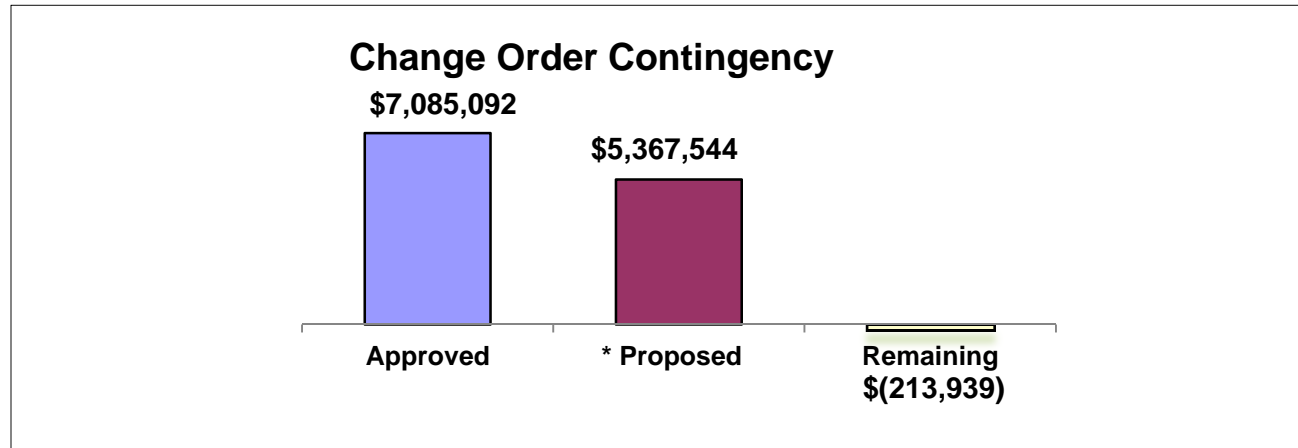 Change Order Contingency
$7,085,092
$5,367,544
Approved
* Proposed
Remaining
$(213,939)